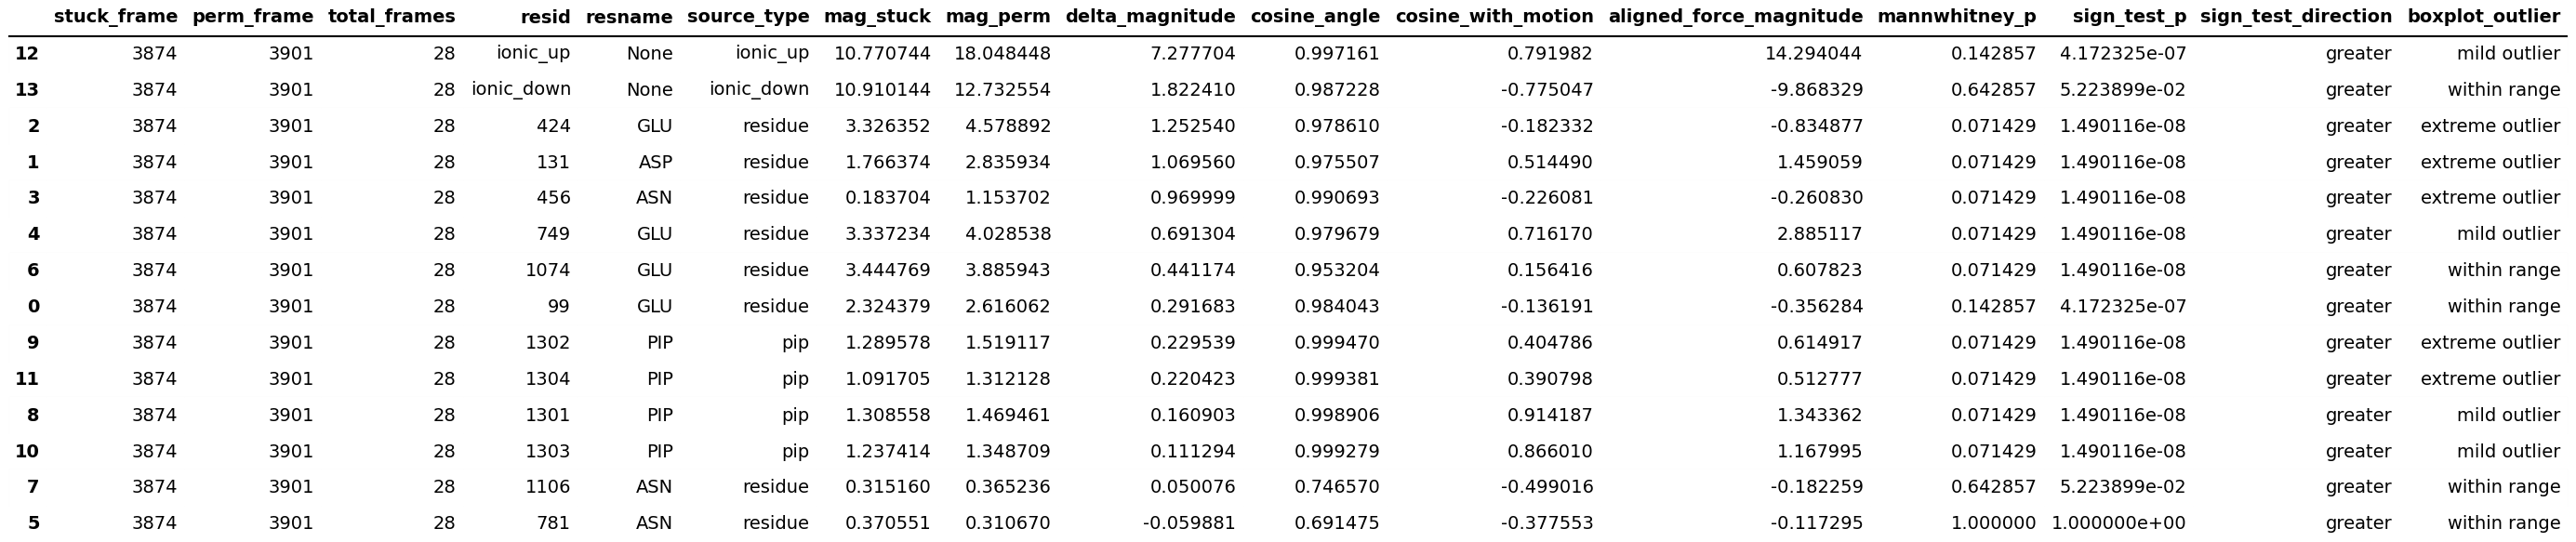 stuck_frame perm_frame total_frames resid resname source_type mag_stuck mag_perm delta_magnitude cosine_angle cosine_with_motion aligned_force_magnitude mannwhitney_p sign_test_p sign_test_direction boxplot_outlier
12 3874 3901 28 ionic_up None ionic_up 10.770744 18.048448 7.277704 0.997161 0.791982 14.294044 0.142857 4.172325e-07 greater mild outlier
13 3874 3901 28 ionic_down None ionic_down 10.910144 12.732554 1.822410 0.987228 -0.775047 -9.868329 0.642857 5.223899e-02 greater within range
2 3874 3901 28 424 GLU residue 3.326352 4.578892 1.252540 0.978610 -0.182332 -0.834877 0.071429 1.490116e-08 greater extreme outlier
1 3874 3901 28 131 ASP residue 1.766374 2.835934 1.069560 0.975507 0.514490 1.459059 0.071429 1.490116e-08 greater extreme outlier
3 3874 3901 28 456 ASN residue 0.183704 1.153702 0.969999 0.990693 -0.226081 -0.260830 0.071429 1.490116e-08 greater extreme outlier
4 3874 3901 28 749 GLU residue 3.337234 4.028538 0.691304 0.979679 0.716170 2.885117 0.071429 1.490116e-08 greater mild outlier
6 3874 3901 28 1074 GLU residue 3.444769 3.885943 0.441174 0.953204 0.156416 0.607823 0.071429 1.490116e-08 greater within range
0 3874 3901 28 99 GLU residue 2.324379 2.616062 0.291683 0.984043 -0.136191 -0.356284 0.142857 4.172325e-07 greater within range
9 3874 3901 28 1302 PIP pip 1.289578 1.519117 0.229539 0.999470 0.404786 0.614917 0.071429 1.490116e-08 greater extreme outlier
11 3874 3901 28 1304 PIP pip 1.091705 1.312128 0.220423 0.999381 0.390798 0.512777 0.071429 1.490116e-08 greater extreme outlier
8 3874 3901 28 1301 PIP pip 1.308558 1.469461 0.160903 0.998906 0.914187 1.343362 0.071429 1.490116e-08 greater mild outlier
10 3874 3901 28 1303 PIP pip 1.237414 1.348709 0.111294 0.999279 0.866010 1.167995 0.071429 1.490116e-08 greater mild outlier
7 3874 3901 28 1106 ASN residue 0.315160 0.365236 0.050076 0.746570 -0.499016 -0.182259 0.642857 5.223899e-02 greater within range
5 3874 3901 28 781 ASN residue 0.370551 0.310670 -0.059881 0.691475 -0.377553 -0.117295 1.000000 1.000000e+00 greater within range